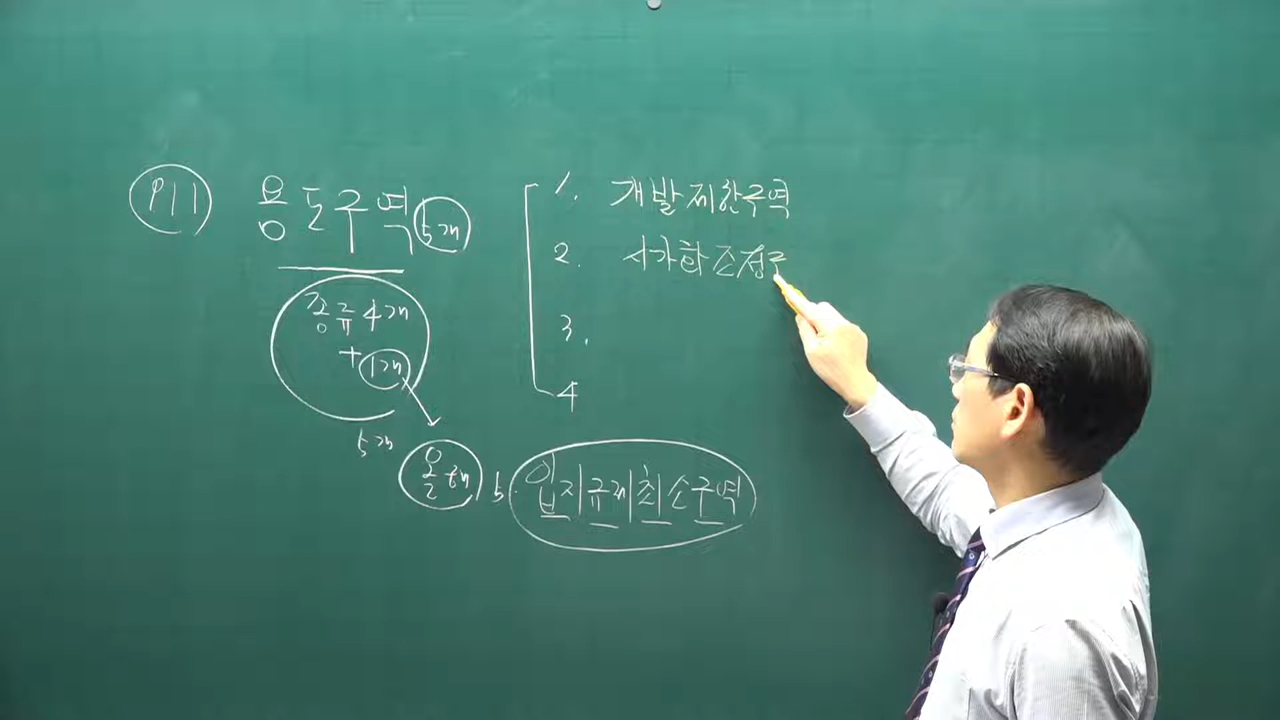 P11 용도구역 5개
종류 4개
+ 1개
5개
올해
1. 개발제한구역
2. 시가화조정구
3.
4
5. 입지규제최소구역